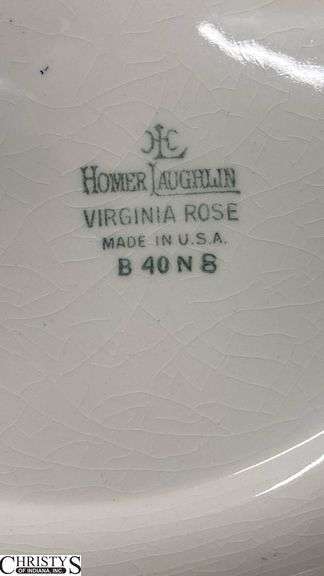 HLC
HOMER LAUGHLIN
VIRGINIA ROSE
MADE IN U.S.A.
B 40 N 8
CHRISTY'S
OF INDIANA, INC.